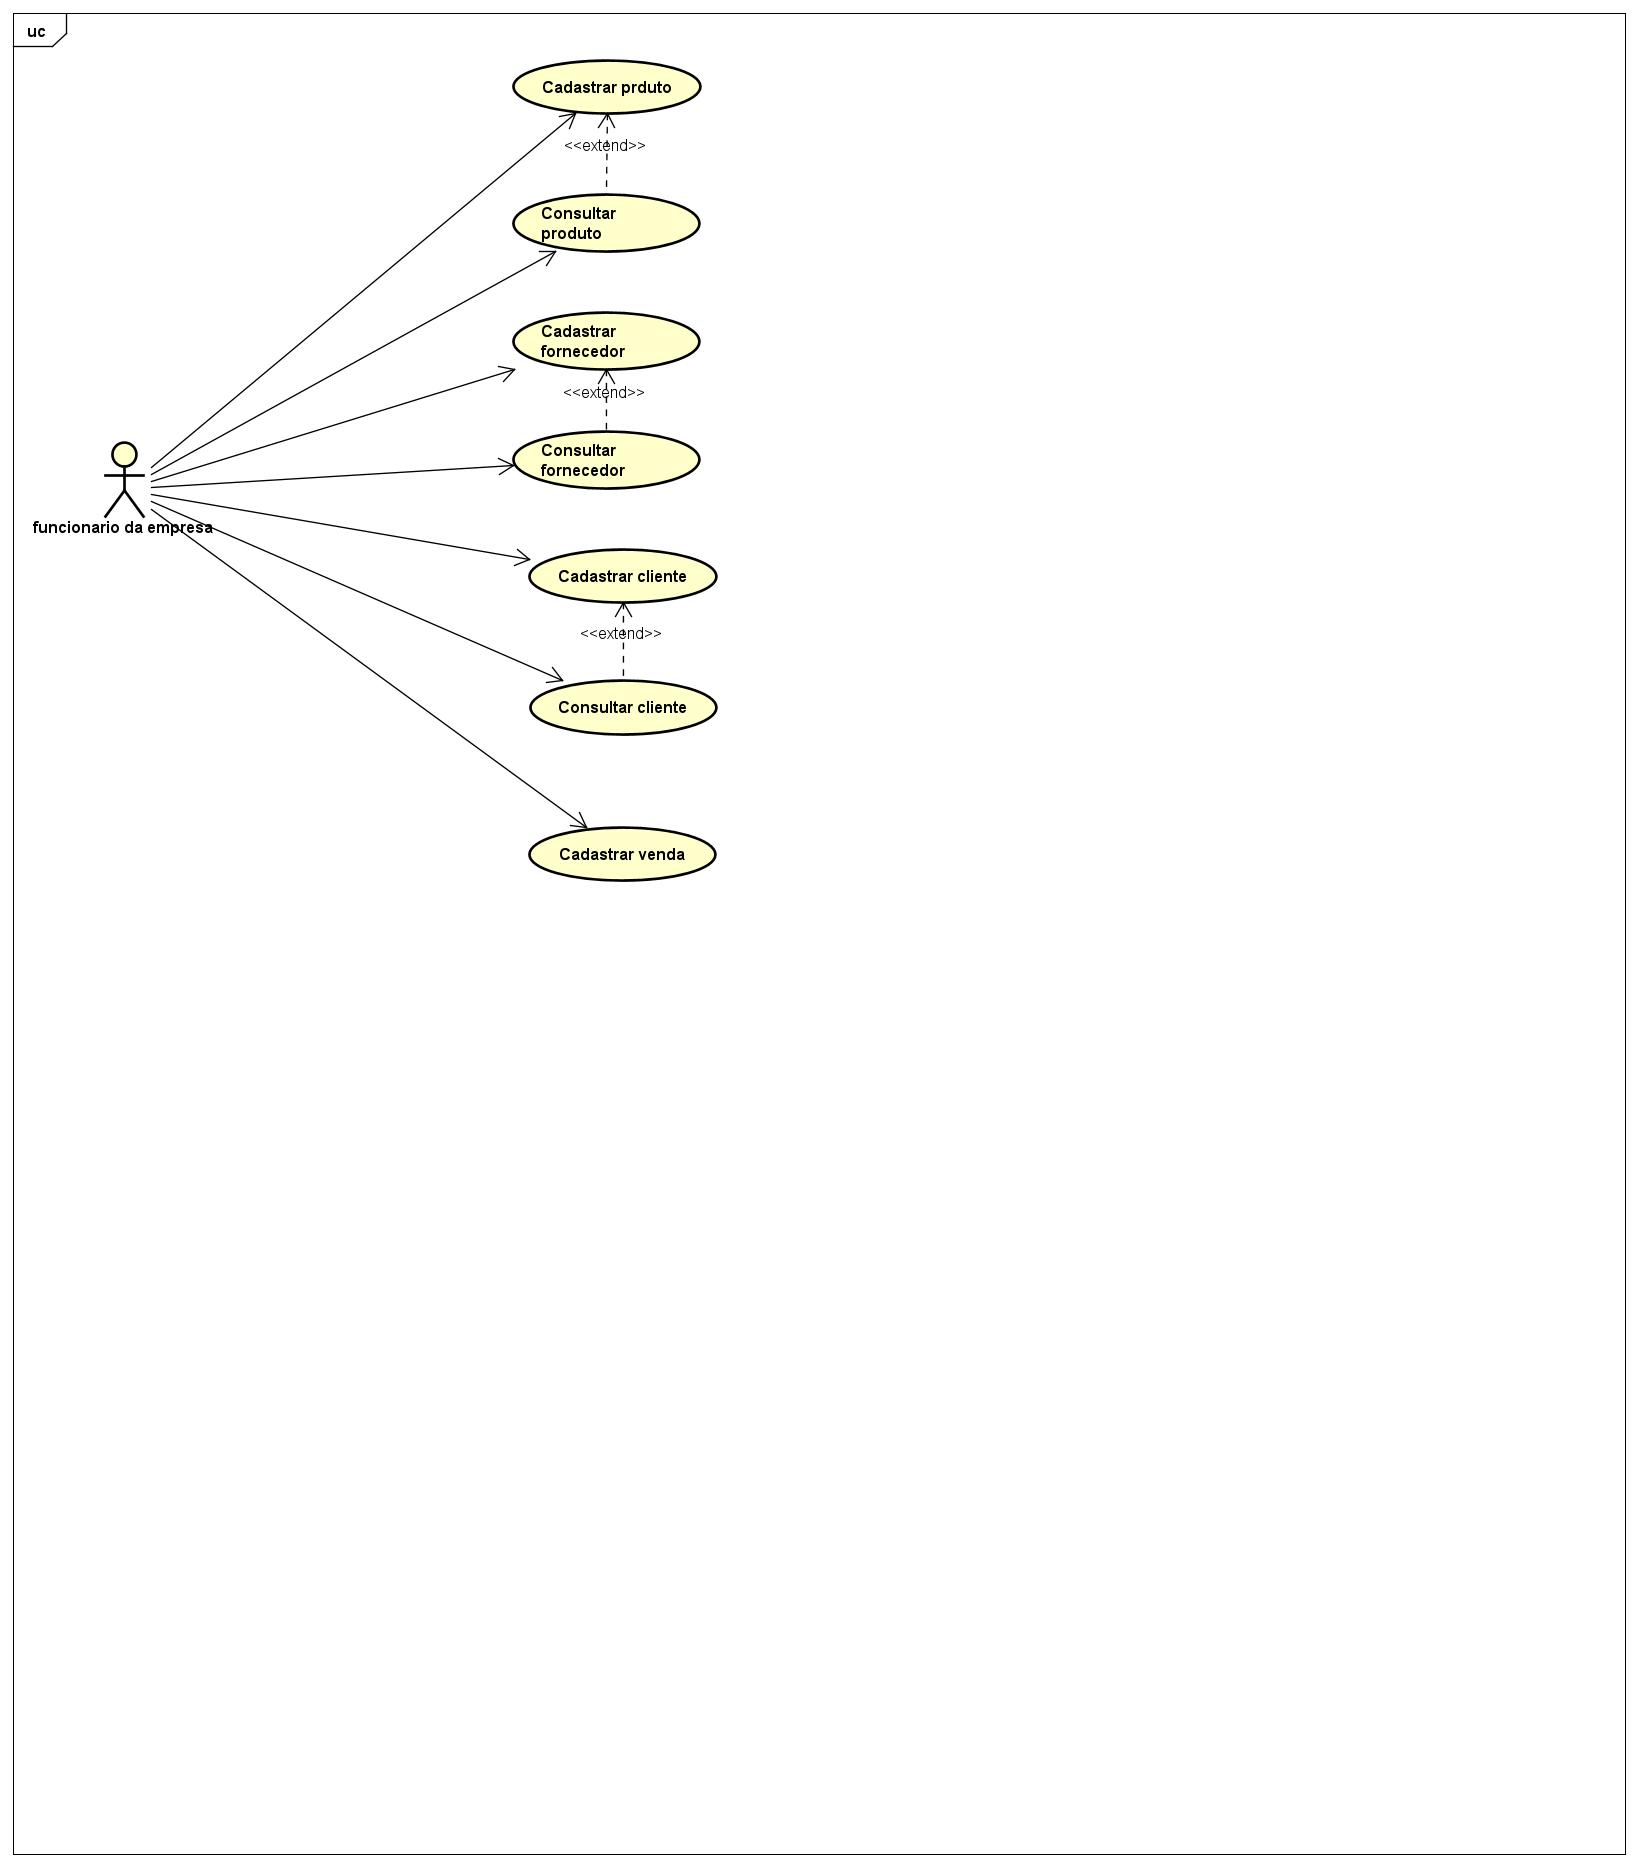 uc
Cadastrar prduto
<<extend>>
Consultar
produto
Cadastrar
fornecedor
<<extend>>
Consultar
fornecedor
funcionario da empresa
Cadastrar cliente
<<extend>>
Consultar cliente
Cadastrar venda